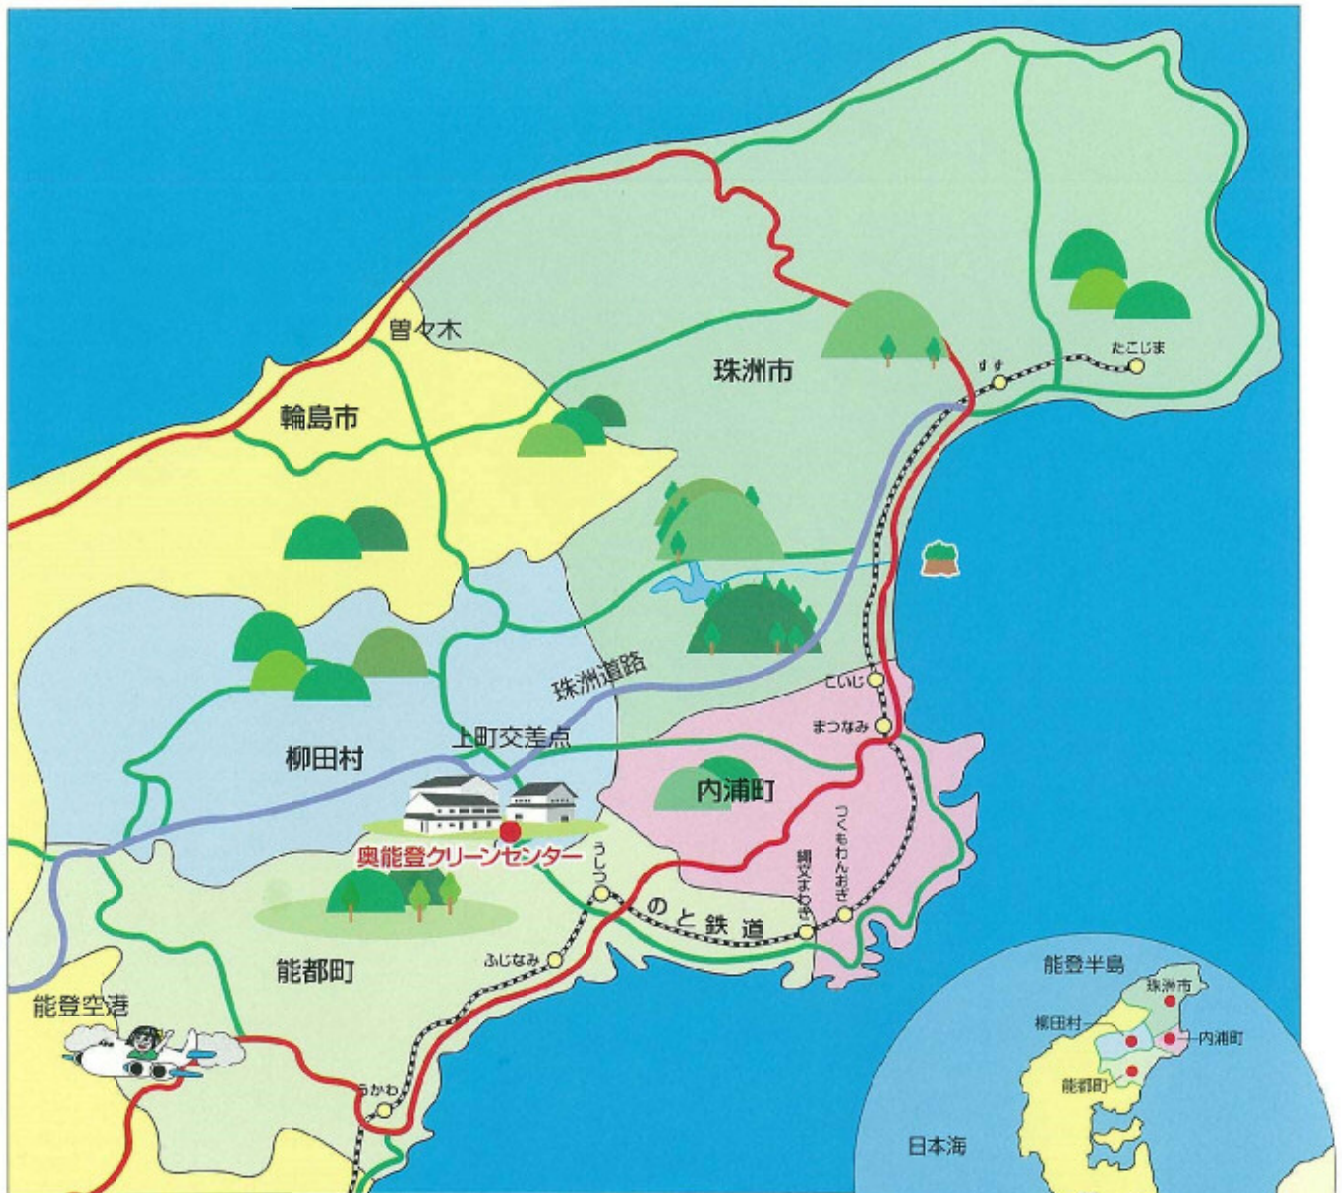 曽々木
たこじま
すず
珠洲市
輪島市
こいじ
珠洲道路
まつなみ
上町交差点
柳田村
内浦町
つくもわんおぎ
縄文まわき
うしつ
奥能登クリーンセンター
のと鉄道
ふじなみ
能都町
能登空港
うかわ
能登半島
珠洲市
柳田村
内浦町
能都町
日本海